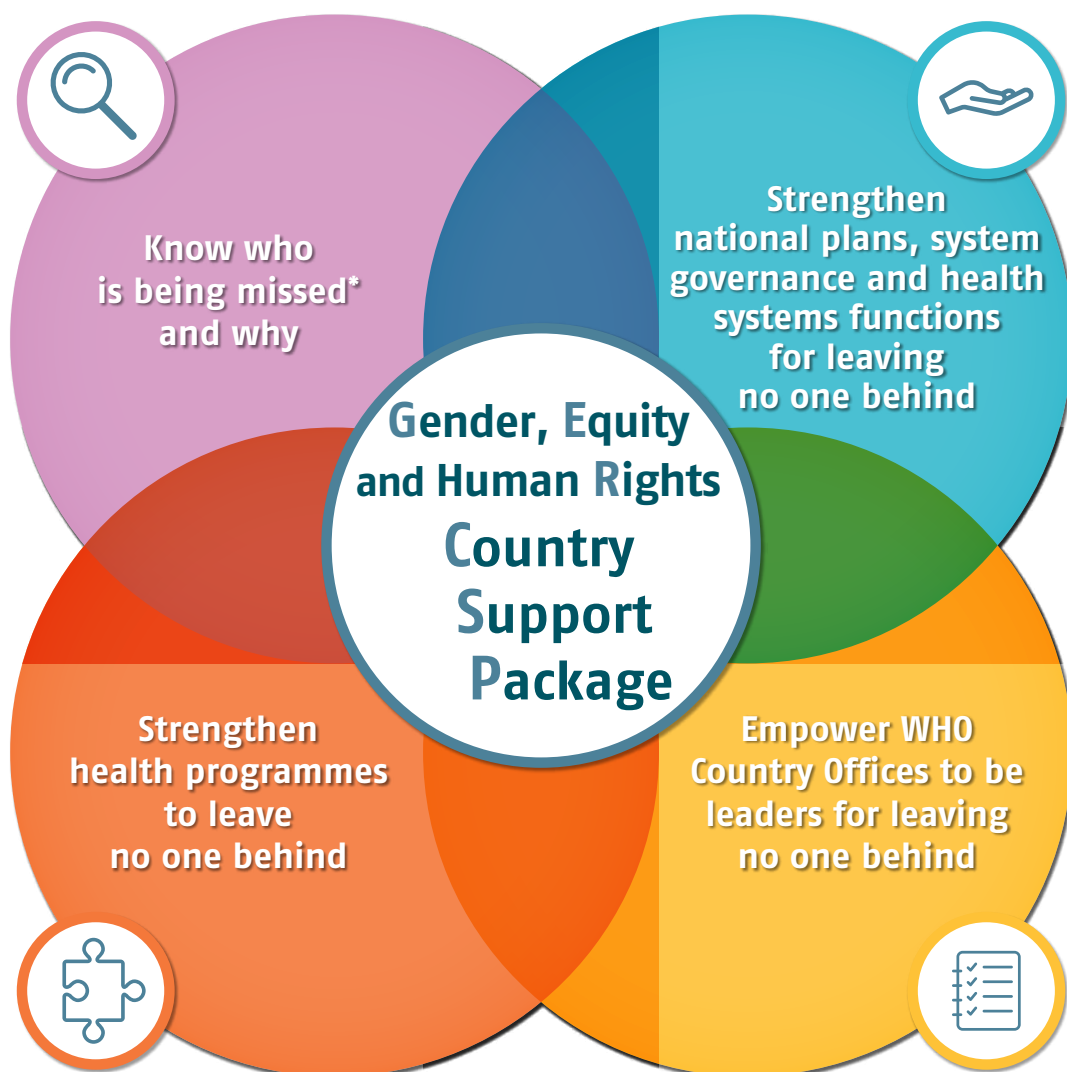 Know who
is being missed*
and why
Strengthen
national plans, system
governance and health
systems functions
for leaving
no one behind
Gender, Equity
and Human Rights
Country
Support
Package
Strengthen
health programmes
to leave
no one behind
Empower WHO
Country Offices to be
leaders for leaving
no one behind